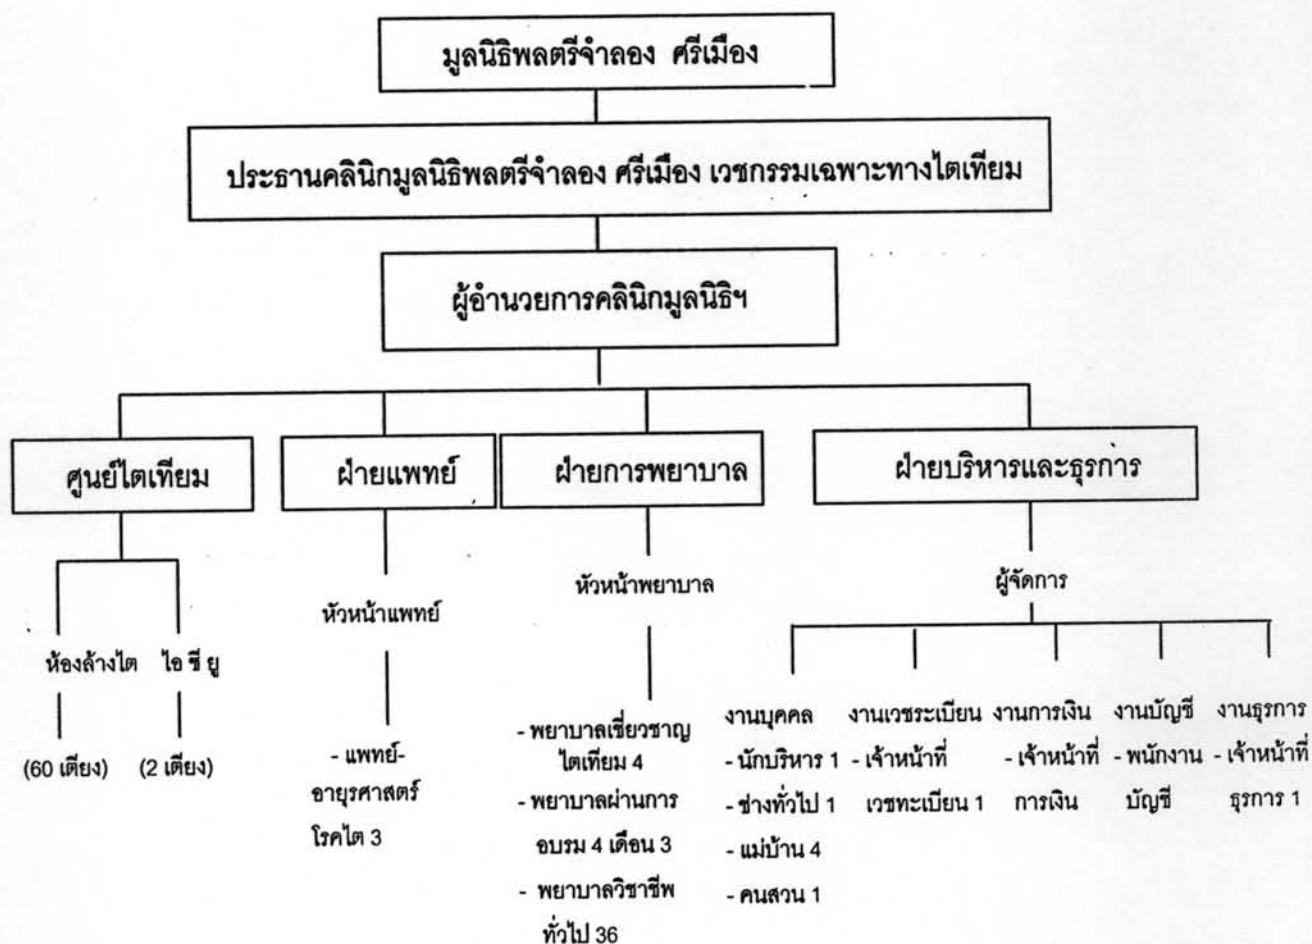 มูลนิธิพลตรีจำลอง ศรีเมือง
ประธานคลินิกมูลนิธิพลตรีจำลอง ศรีเมือง เวชกรรมเฉพาะทางไตเทียม
ผู้อำนวยการคลินิกมูลนิธิฯ
ศูนย์ไตเทียม
ฝ่ายแพทย์
ฝ่ายการพยาบาล
ฝ่ายบริหารและธุรการ
ห้องล้างไต
(60 เตียง)
ไอ ซี ยู
(2 เตียง)
หัวหน้าแพทย์
- แพทย์-
อายุรศาสตร์
โรคไต 3
หัวหน้าพยาบาล
- พยาบาลเชี่ยวชาญ
ไตเทียม 4
- พยาบาลผ่านการ
อบรม 4 เดือน 3
- พยาบาลวิชาชีพ
ทั่วไป 36
ผู้จัดการ
งานบุคคล
- นักบริหาร 1
- ช่างทั่วไป 1
- แม่บ้าน 4
- คนสวน 1
งานเวชระเบียน
- เจ้าหน้าที่
เวชทะเบียน 1
งานการเงิน
- เจ้าหน้าที่
การเงิน
งานบัญชี
- พนักงาน
บัญชี
งานธุรการ
- เจ้าหน้าที่
ธุรการ 1